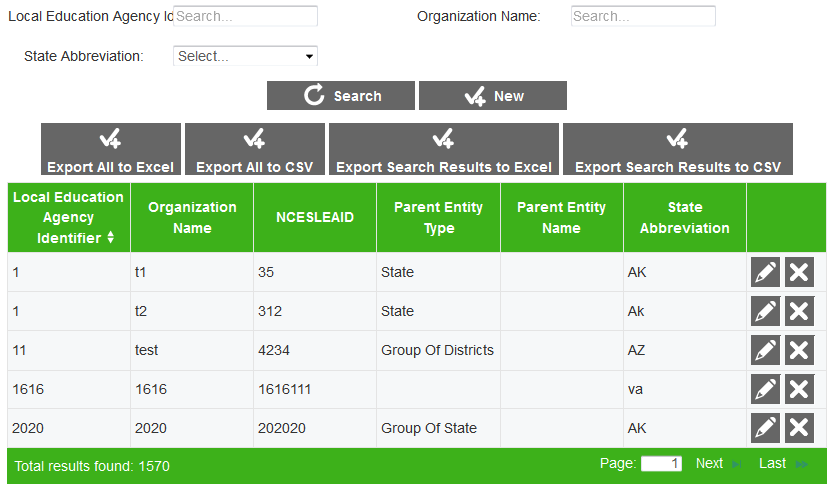 Local Education Agency Id Search... Organization Name: Search...
State Abbreviation: Select...
Search New
Export All to Excel Export All to CSV Export Search Results to Excel Export Search Results to CSV
Local Education Agency Identifier Organization Name NCESLEAID Parent Entity Type Parent Entity Name State Abbreviation
1 t1 35 State AK
1 t2 312 State Ak
11 test 4234 Group Of Districts AZ
1616 1616 1616111 va
2020 2020 202020 Group Of State AK
Total results found: 1570 Page: 1 Next Last